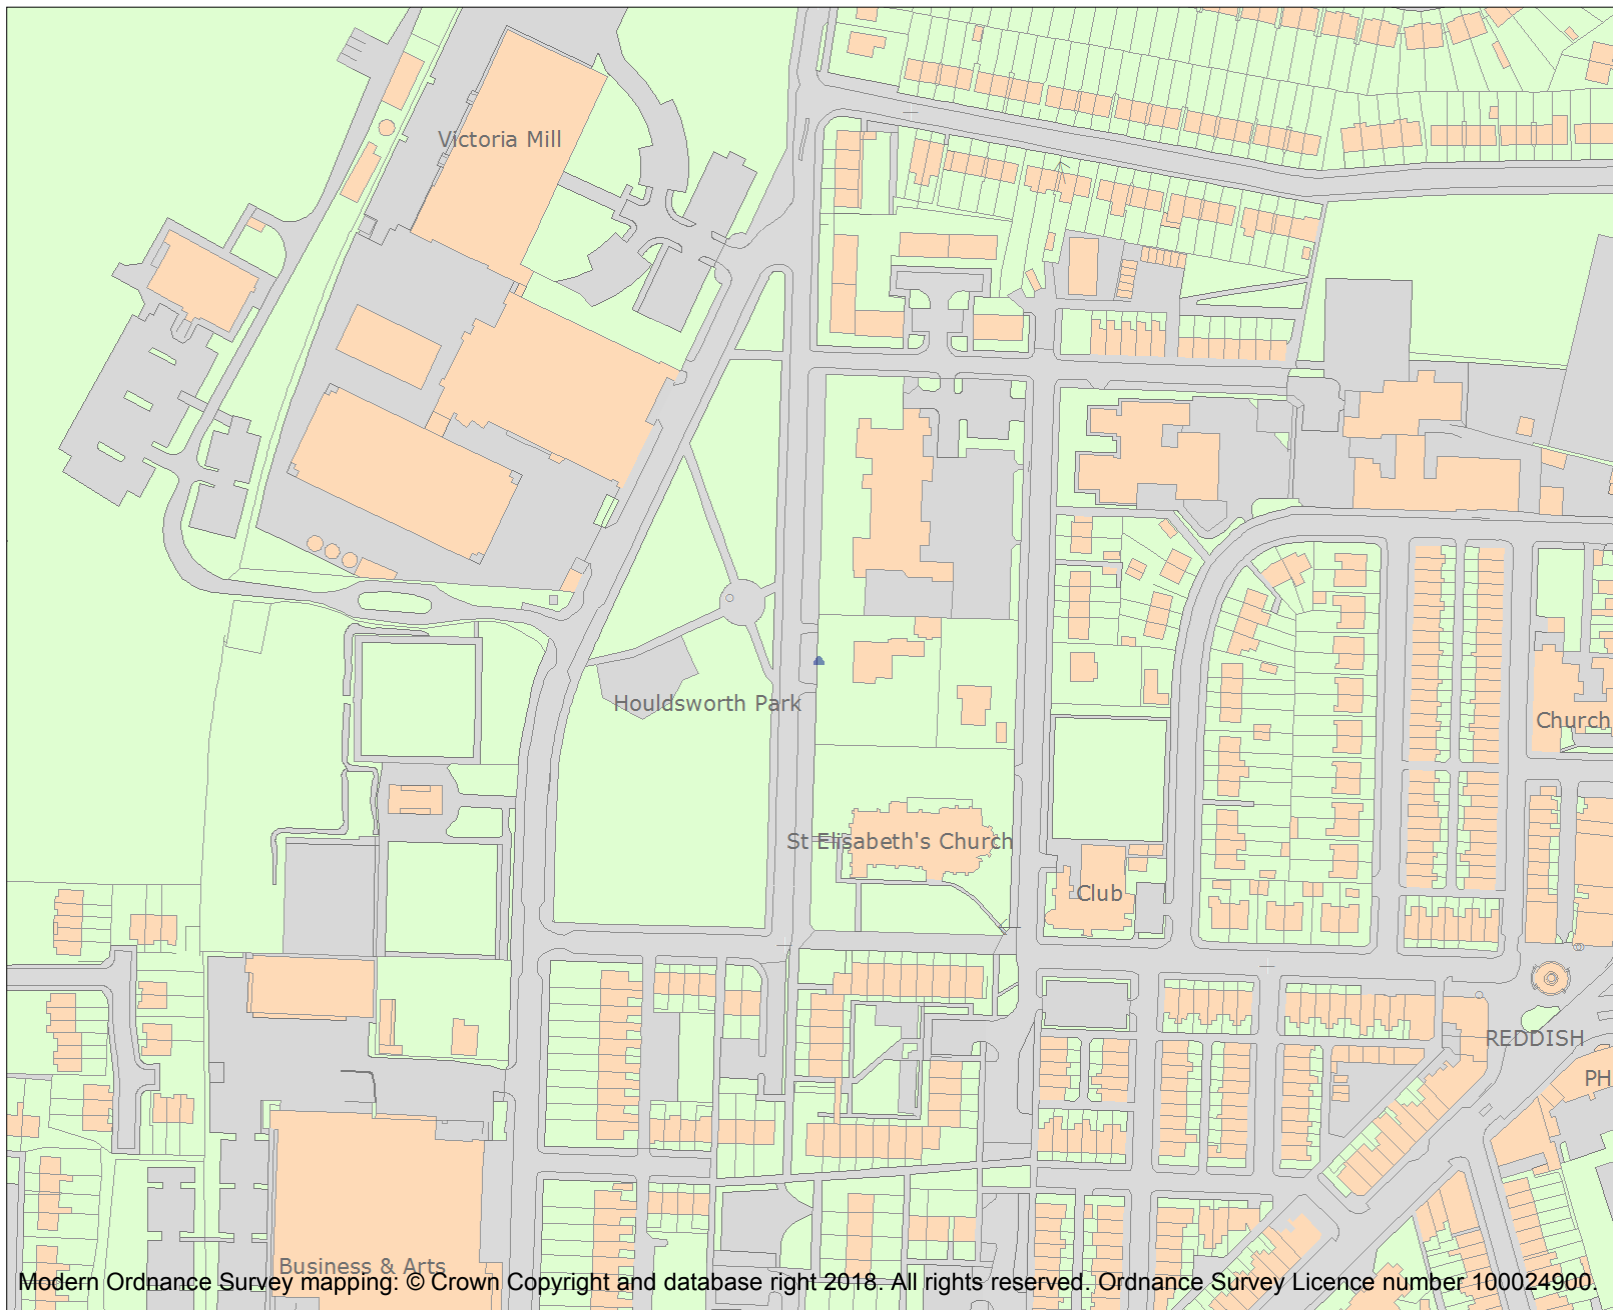 Victoria Mill
Houldsworth Park
Church
St Elisabeth's Church
Club
REDDISH
PH
Business & Arts
Modern Ordnance Survey mapping: © Crown Copyright and database right 2018. All rights reserved. Ordnance Survey Licence number 100024900.